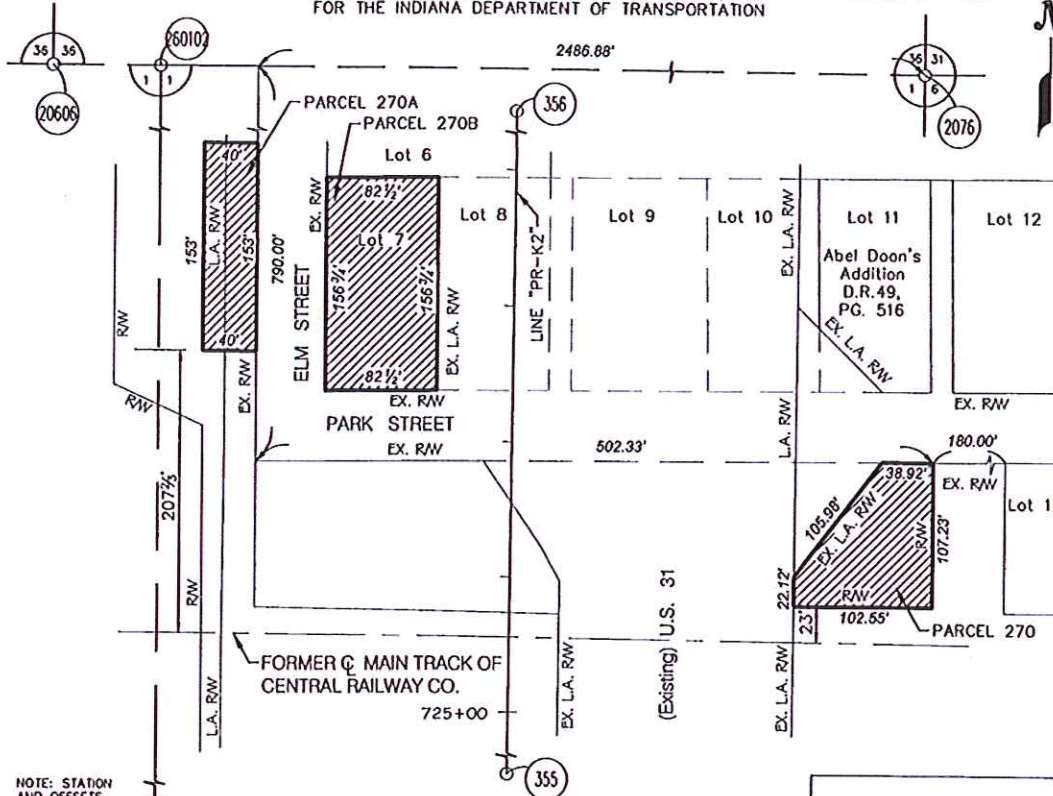 FOR THE INDIANA DEPARTMENT OF TRANSPORTATION
36 36
260102
1 1
20606
2486.88'
36 31
1 6
2076
PARCEL 270A
PARCEL 270B
356
Lot 6
40'
153'
L.A. R/W
153'
40'
790.00'
EX. R/W
82½'
Lot 7
156¾'
156¾'
82½'
ELM STREET
EX. L.A. R/W
Lot 8
LINE "PR-K2"
Lot 9
Lot 10
EX. L.A. R/W
Lot 11
Lot 12
Abel Doon's
Addition
D.R.49,
PG. 516
EX. L.A. R/W
R/W
R/W
EX. R/W
EX. R/W
PARK STREET
EX. R/W
502.33'
L.A. R/W
EX. R/W
180.00'
EX. R/W
38.92'
Lot 1
105.98'
EX. L.A. R/W
R/W
107.23'
22.12'
R/W
23'
102.55'
PARCEL 270
207⅔'
R/W
FORMER ℄ MAIN TRACK OF
CENTRAL RAILWAY CO.
L.A. R/W
725+00
EX. L.A. R/W
(Existing) U.S. 31
EX. L.A. R/W
355
NOTE: STATION
AND OFFSETS